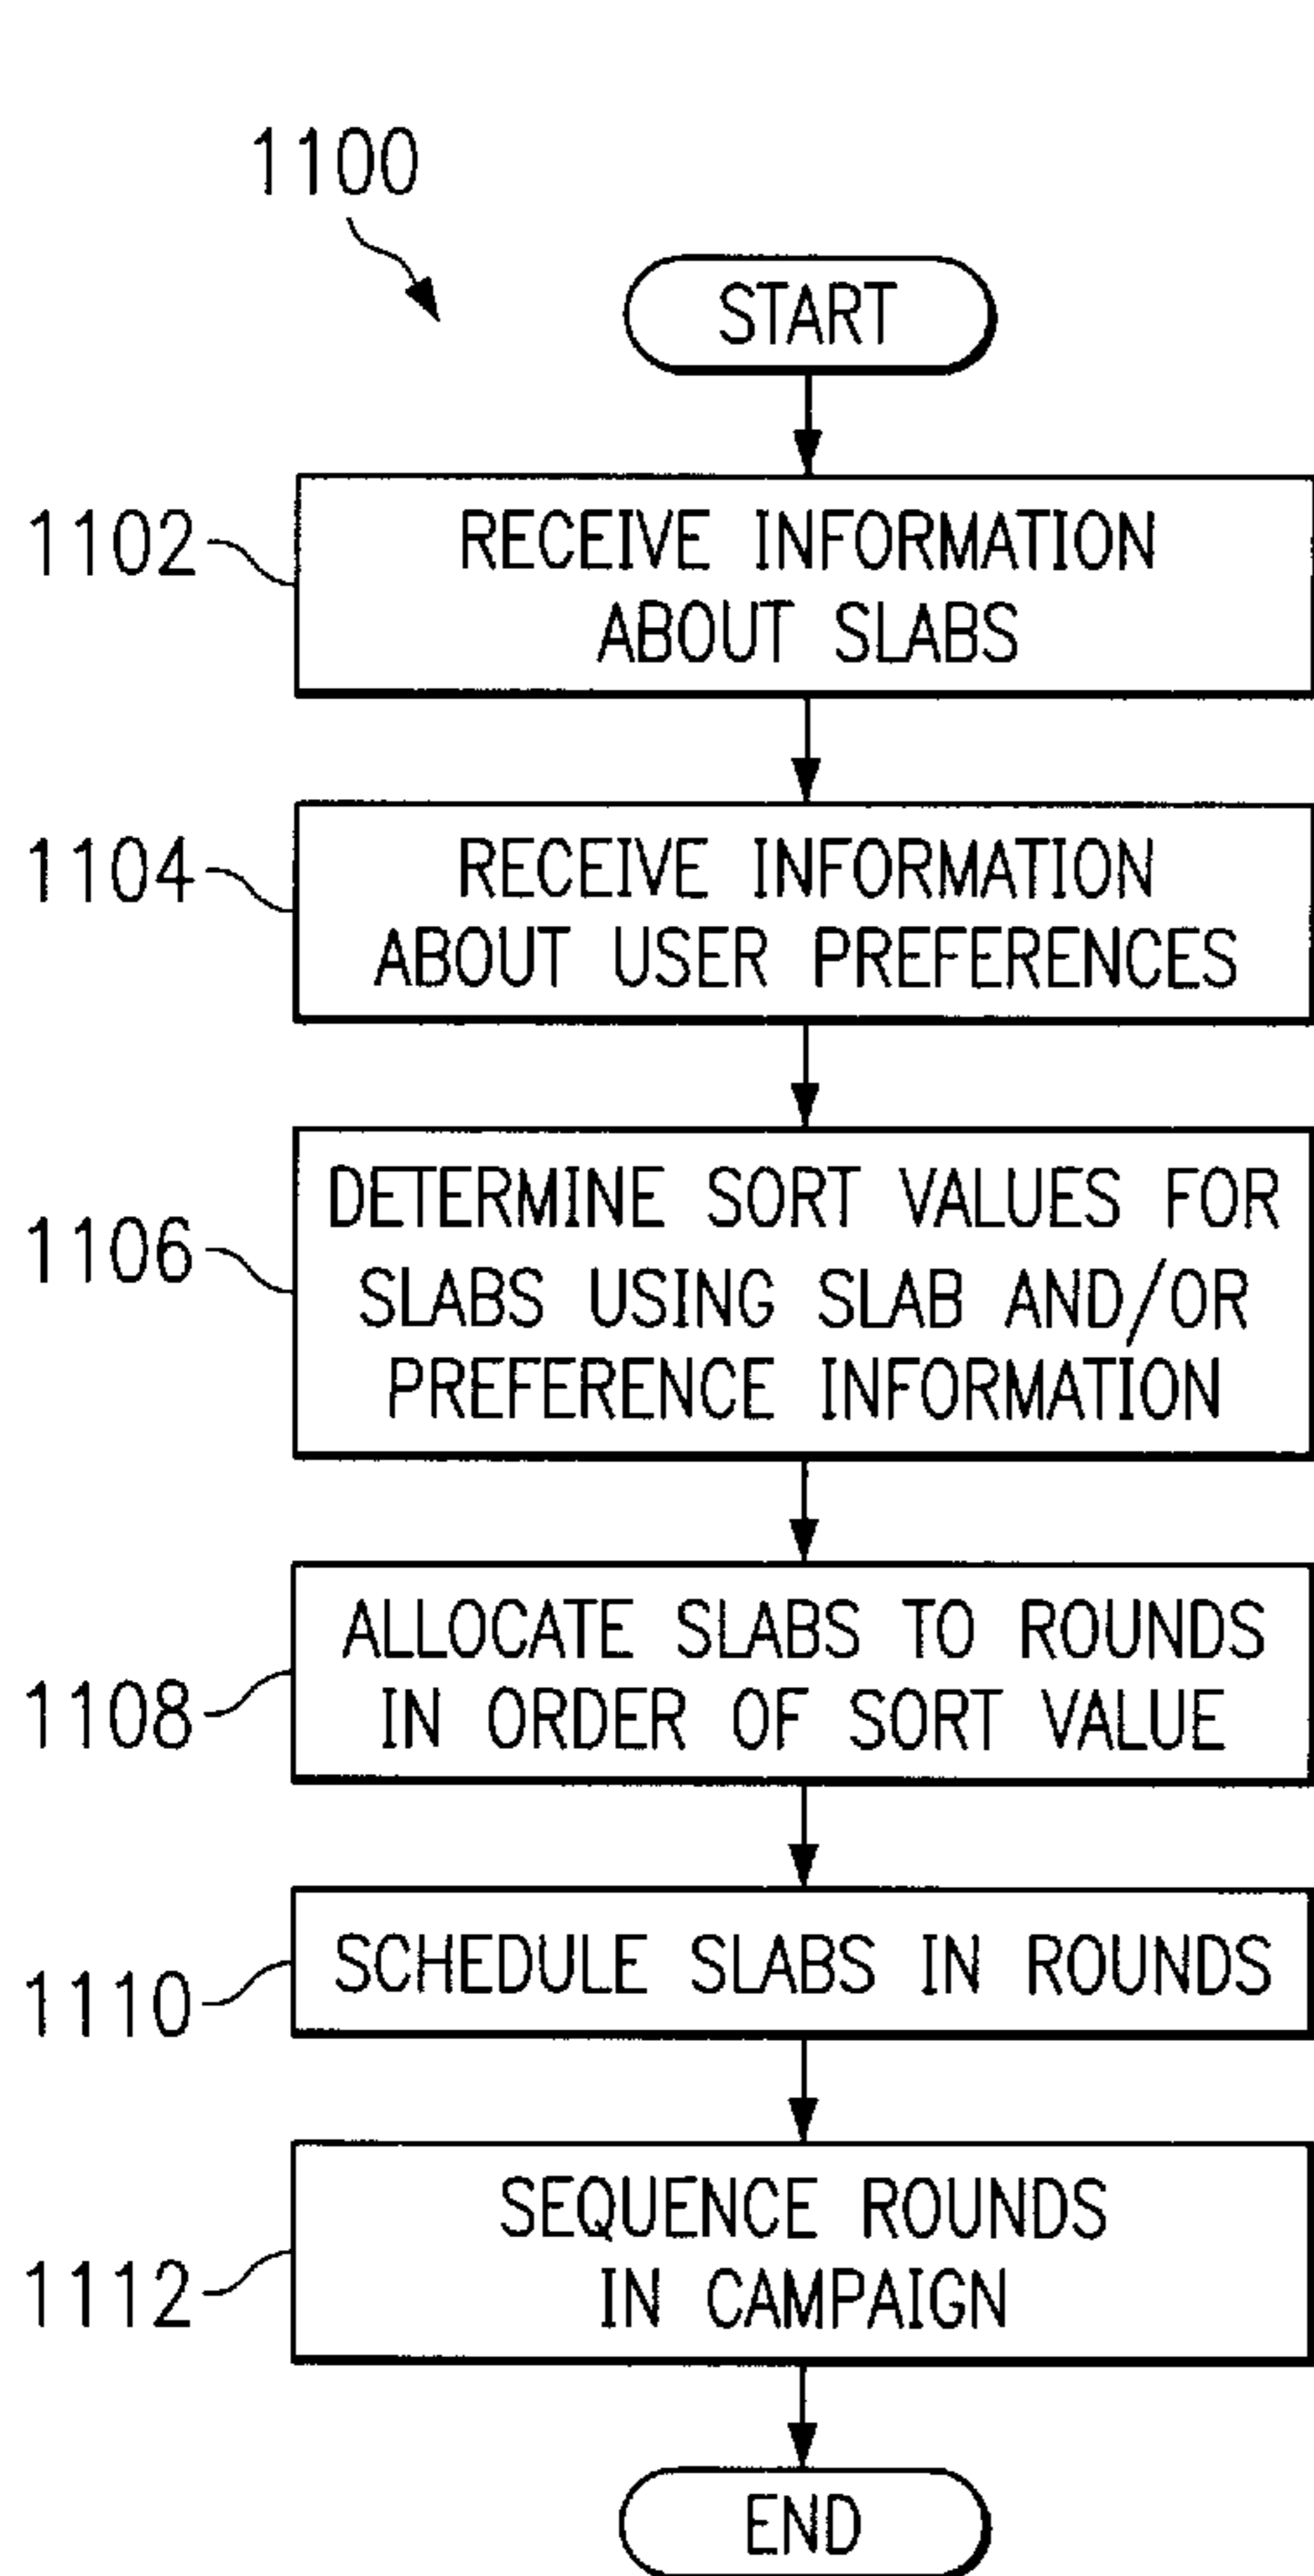 1100
START
1102
RECEIVE INFORMATION
ABOUT SLABS
1104
RECEIVE INFORMATION
ABOUT USER PREFERENCES
1106
DETERMINE SORT VALUES FOR
SLABS USING SLAB AND/OR
PREFERENCE INFORMATION
1108
ALLOCATE SLABS TO ROUNDS
IN ORDER OF SORT VALUE
1110
SCHEDULE SLABS IN ROUNDS
1112
SEQUENCE ROUNDS
IN CAMPAIGN
END